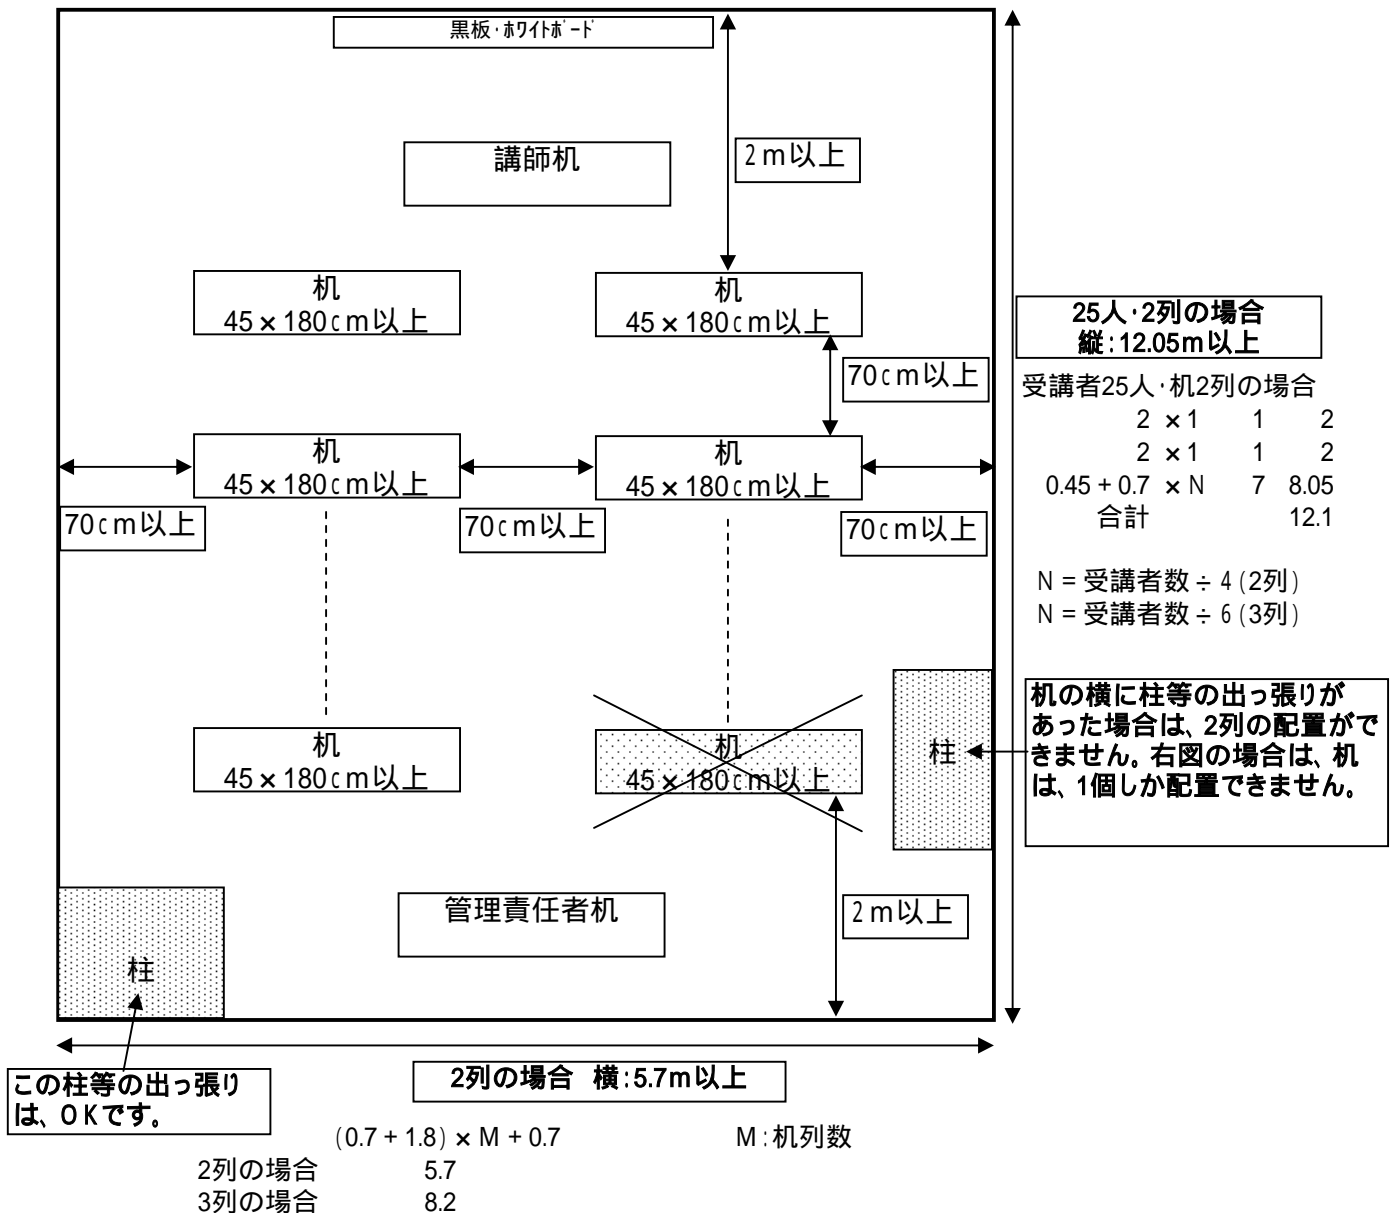 黒板・ﾎﾜｲﾄﾎﾞｰﾄﾞ
講師机
2m以上
机
45×180cm以上
机
45×180cm以上
70cm以上
机
45×180cm以上
机
45×180cm以上
70cm以上
70cm以上
70cm以上
机
45×180cm以上
机
45×180cm以上
柱
管理責任者机
2m以上
柱
25人・2列の場合
縦:12.05m以上
受講者25人・机2列の場合
2 ×1 1 2
2 ×1 1 2
0.45+0.7 ×N 7 8.05
合計 12.1
N=受講者数÷4(2列)
N=受講者数÷6(3列)
机の横に柱等の出っ張りが
あった場合は、2列の配置がで
きません。右図の場合は、机
は、1個しか配置できません。
この柱等の出っ張り
は、OKです。
2列の場合 横:5.7m以上
(0.7+1.8)×M+0.7 M:机列数
2列の場合 5.7
3列の場合 8.2